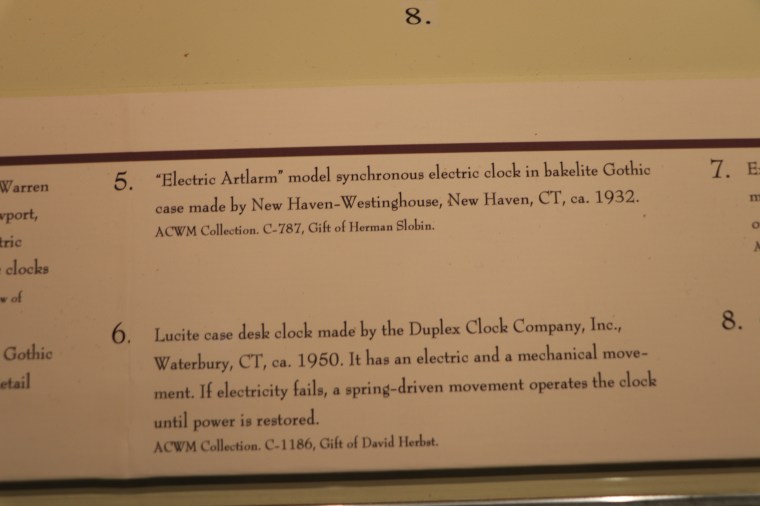 8.
Warren
tric
clocks
w of
Gothic
etail
5. “Electric Artlarm” model synchronous electric clock in bakelite Gothic
case made by New Haven-Westinghouse, New Haven, CT, ca. 1932.
ACWM Collection. C-787, Gift of Herman Slobin.
6. Lucite case desk clock made by the Duplex Clock Company, Inc.,
Waterbury, CT, ca. 1950. It has an electric and a mechanical move-
ment. If electricity fails, a spring-driven movement operates the clock
until power is restored.
ACWM Collection. C-1186, Gift of David Herbst.
7.
8.